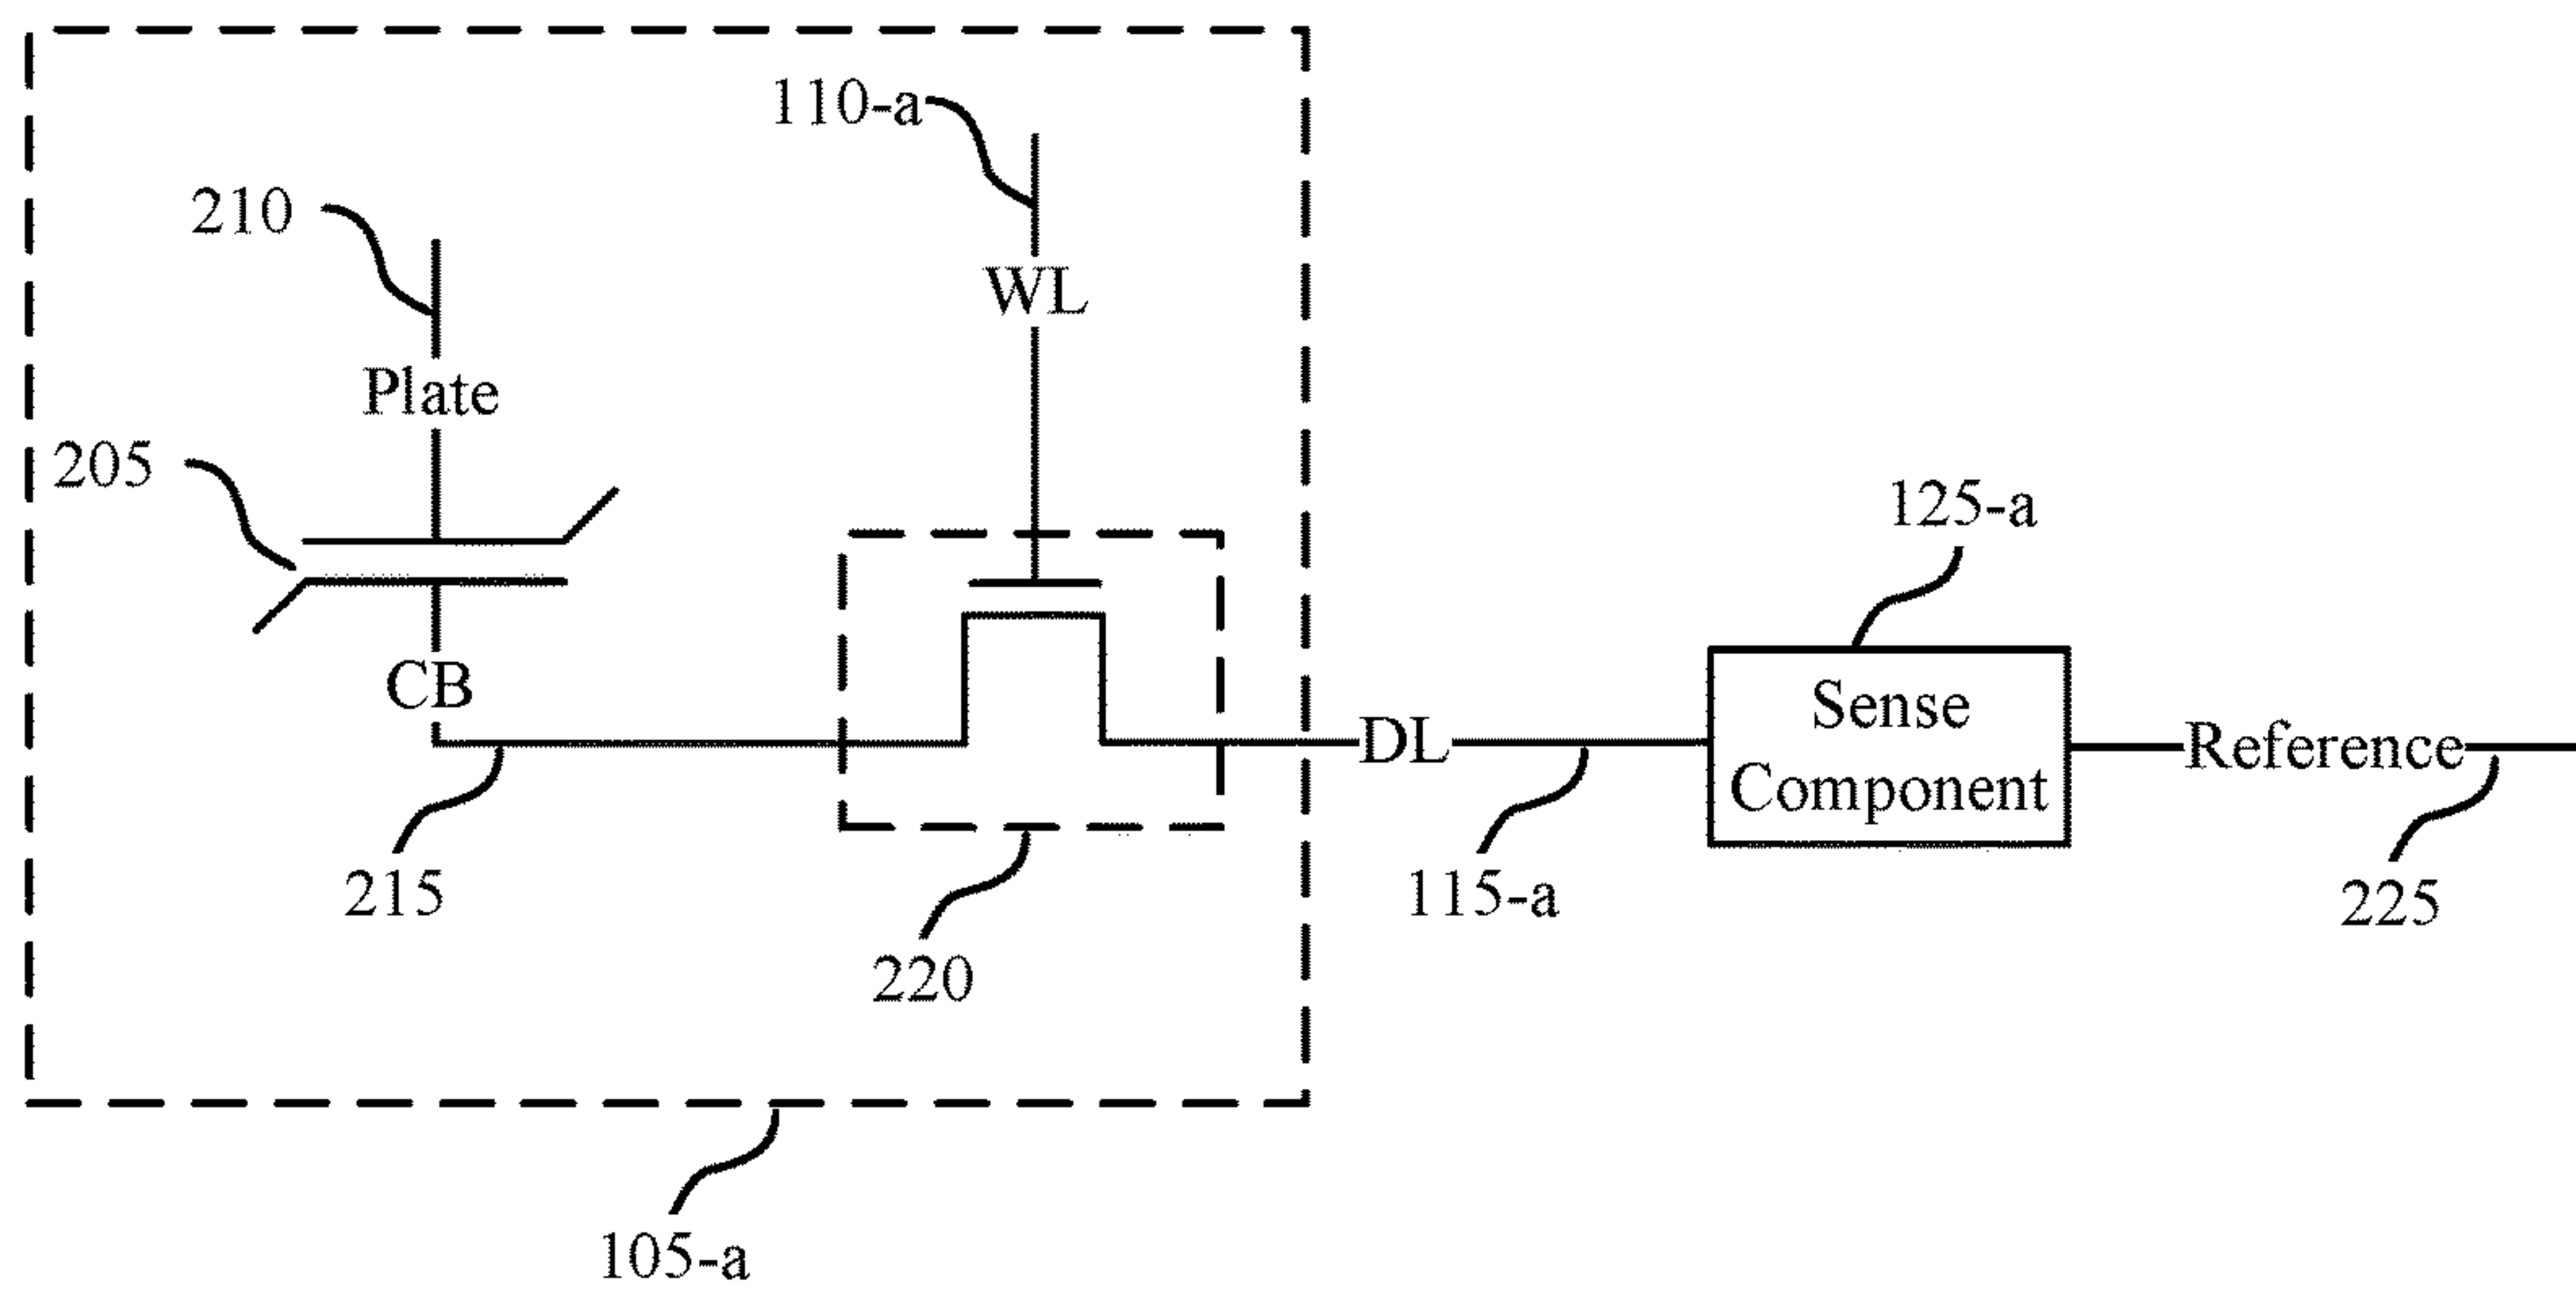 110-a
210
WL
Plate
205
125-a
CB
Sense
Component
DL
Reference
215
115-a
225
220
105-a